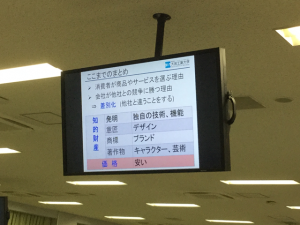 ここまでのまとめ
➢ 消費者が商品やサービスを選ぶ理由
➢ 会社が他社との競争に勝つ理由
⇒ 差別化(他社と違うことをする)
知的財産
発明 独自の技術、機能
意匠 デザイン
商標 ブランド
著作物 キャラクター、芸術
価格 安い